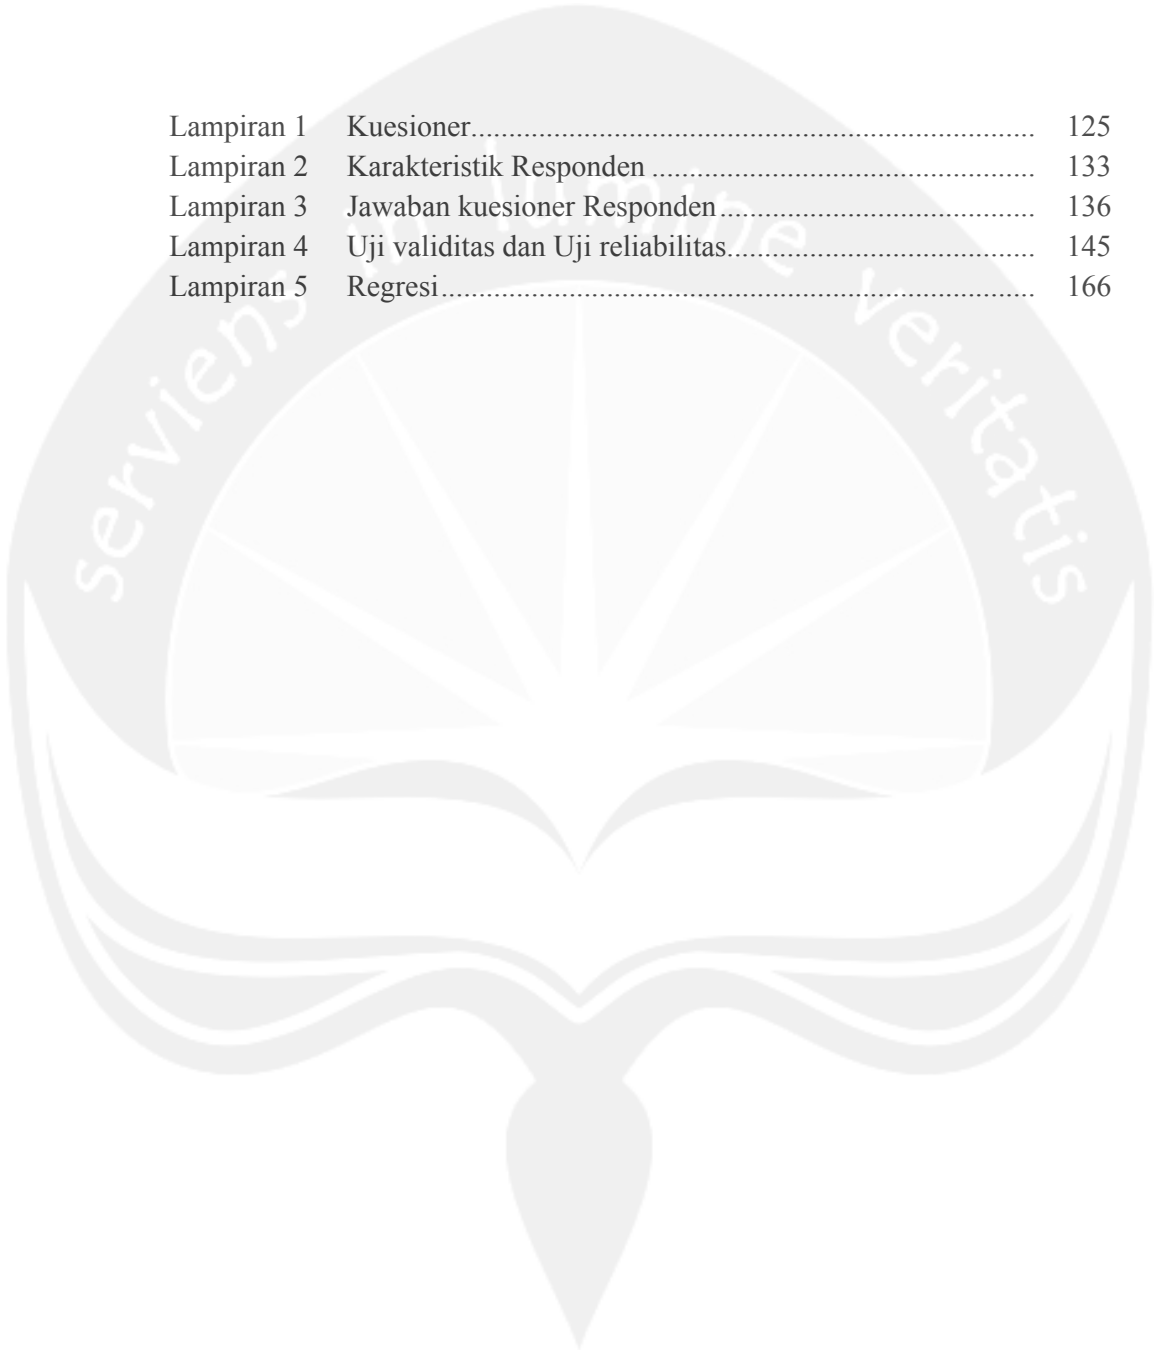 Lampiran 1 Kuesioner........................................................................... 125
Lampiran 2 Karakteristik Responden ................................................... 133
Lampiran 3 Jawaban kuesioner Responden.......................................... 136
Lampiran 4 Uji validitas dan Uji reliabilitas......................................... 145
Lampiran 5 Regresi............................................................................... 166
serviens in lumine veritatis